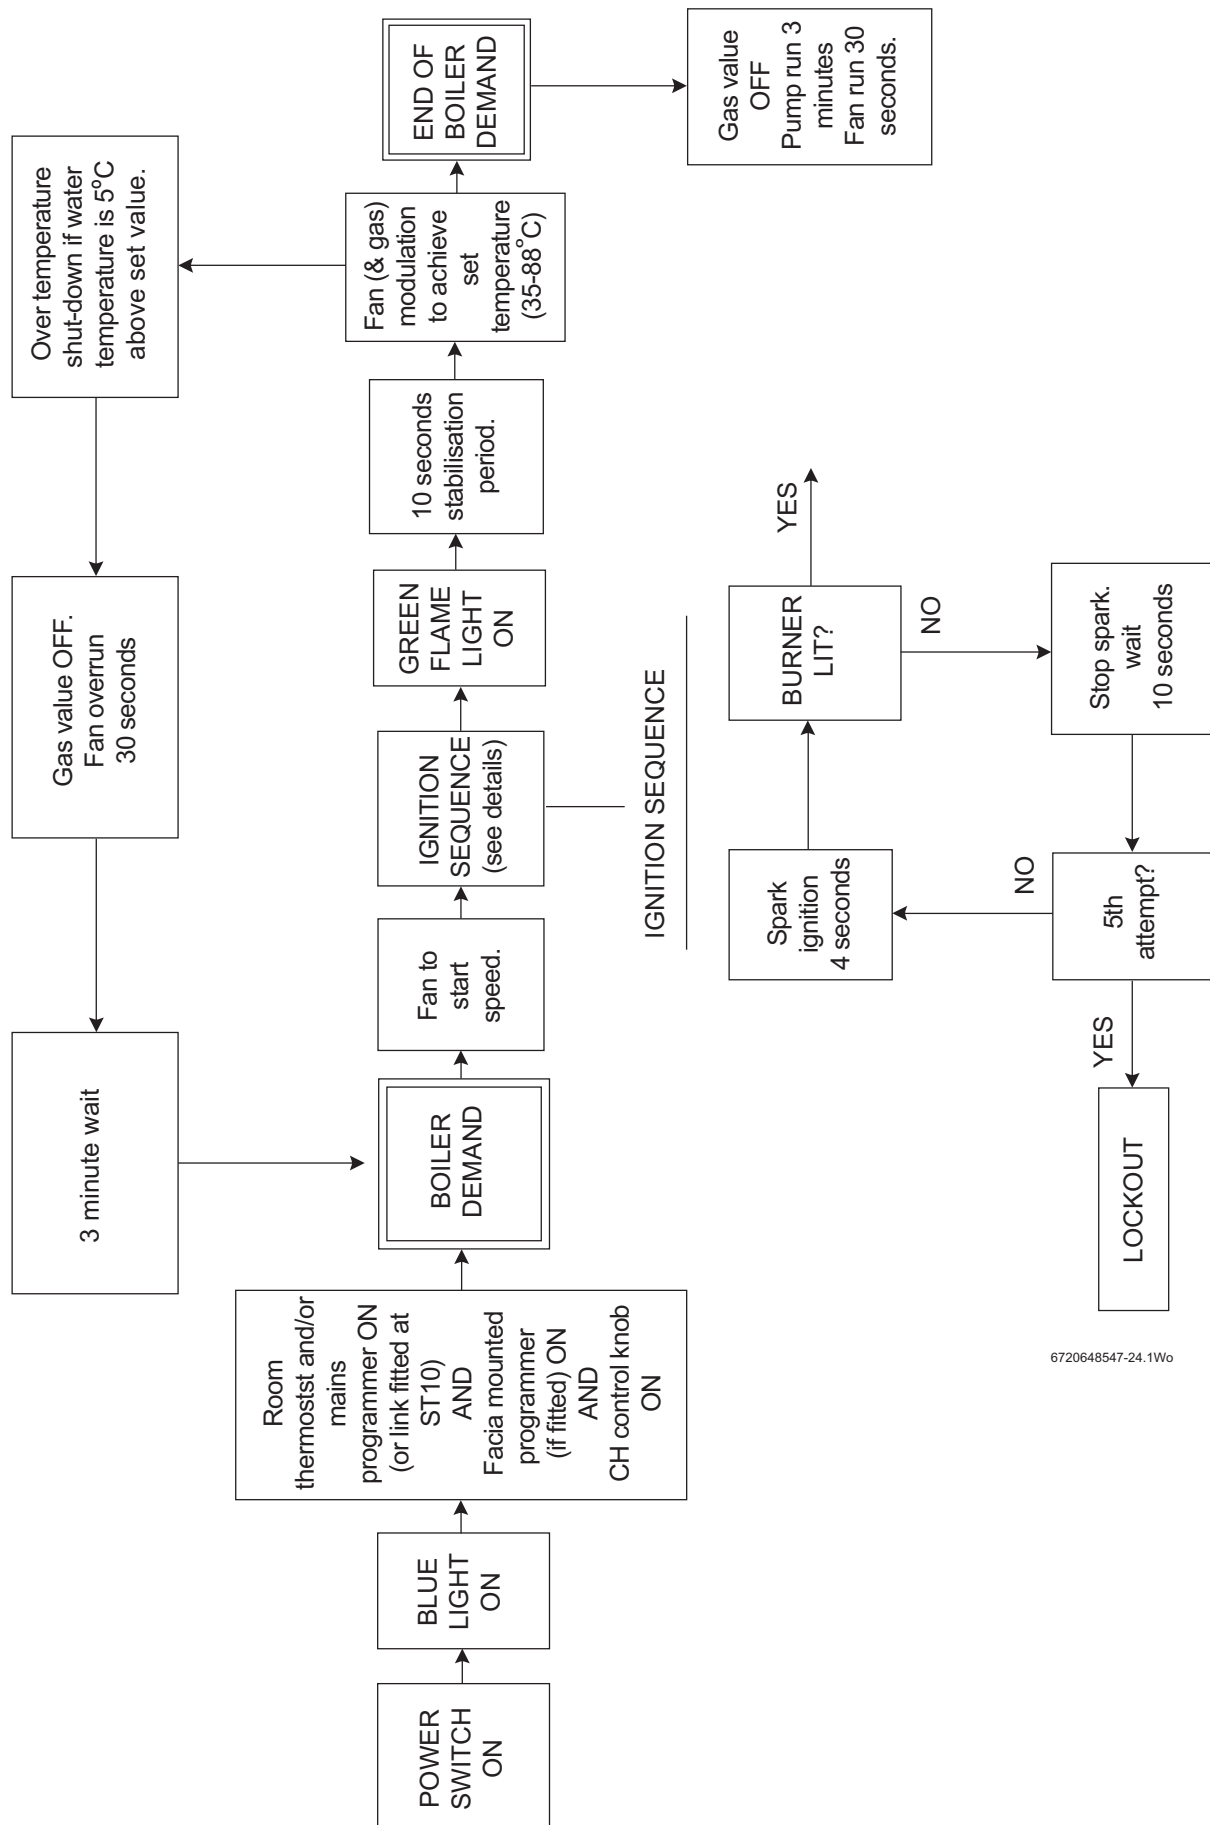 POWER
SWITCH
ON
BLUE
LIGHT
ON
Room
thermostst and/or
mains
programmer ON
(or link fitted at
ST10)
AND
Facia mounted
programmer
(if fitted) ON
AND
CH control knob
ON
BOILER
DEMAND
Fan to
start
speed.
IGNITION
SEQUENCE
(see details)
GREEN
FLAME
LIGHT
ON
10 seconds
stabilisation
period.
Fan (& gas)
modulation
to achieve
set
temperature
(35-88°C)
END OF
BOILER
DEMAND
Gas value
OFF
Pump run 3
minutes
Fan run 30
seconds.
Over temperature
shut-down if water
temperature is 5°C
above set value.
Gas value OFF.
Fan overrun
30 seconds
3 minute wait
IGNITION SEQUENCE
Spark
ignition
4 seconds
BURNER
LIT?
YES
NO
Stop spark.
wait
10 seconds
5th
attempt?
NO
YES
LOCKOUT
6720648547-24.1Wo